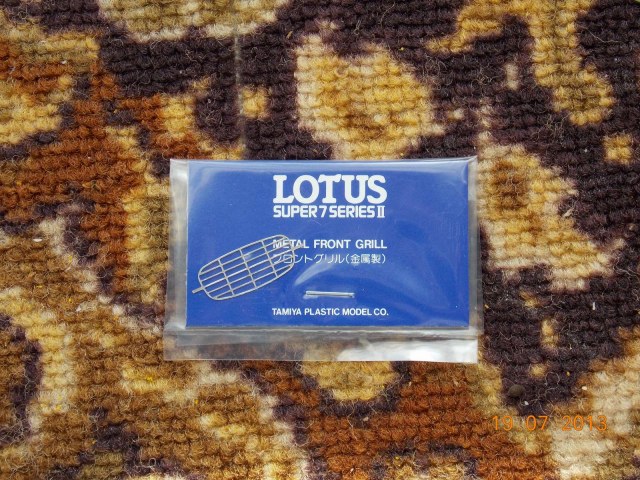 LOTUS
SUPER 7 SERIES II
METAL FRONT GRILL
フロントグリル(金属製)
TAMIYA PLASTIC MODEL CO.
13 07 2013